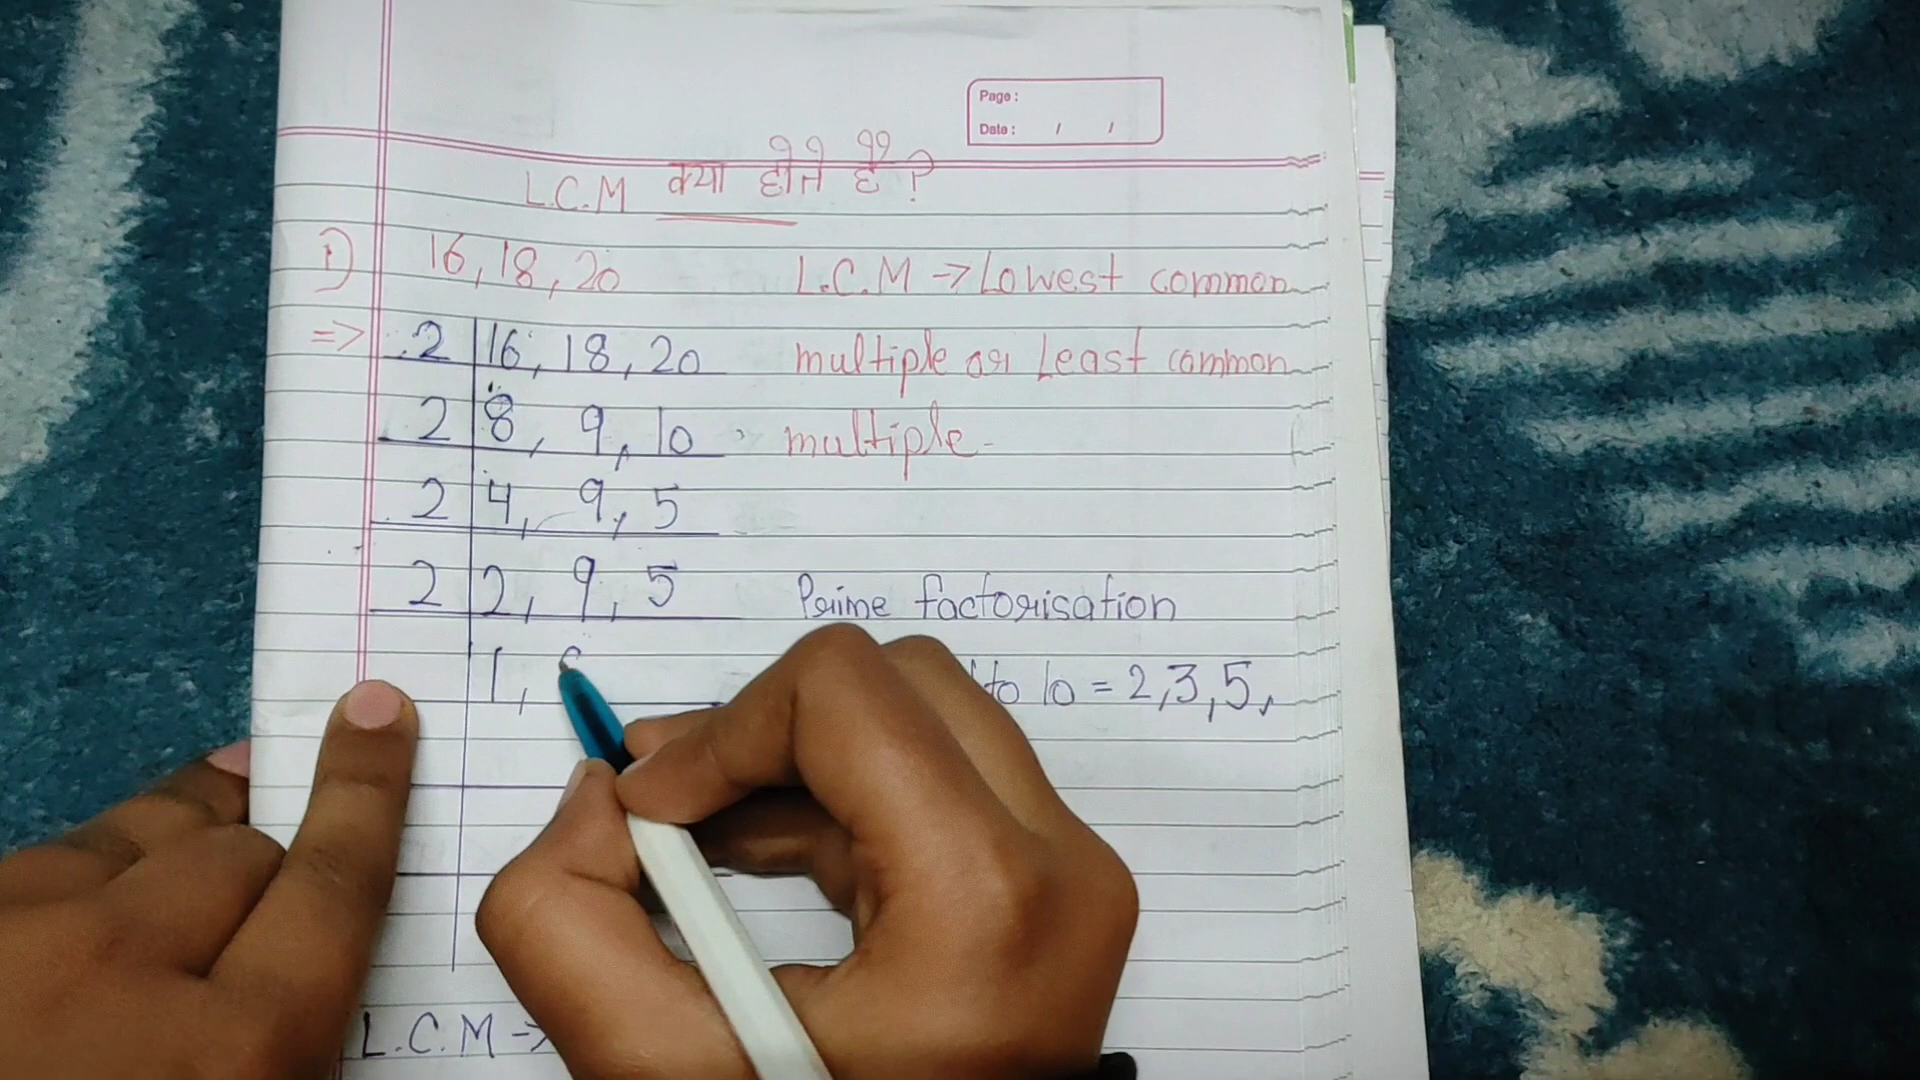 Page :
Date : / /
L.C.M क्या होते है ?
1) 16, 18, 20 L.C.M -> Lowest common
=> 2 | 16, 18, 20 multiple or Least common
2 | 8, 9, 10 multiple
2 | 4, 9, 5
2 | 2, 9, 5 Prime factorisation
1, to 10 = 2,3,5,
L.C.M ->